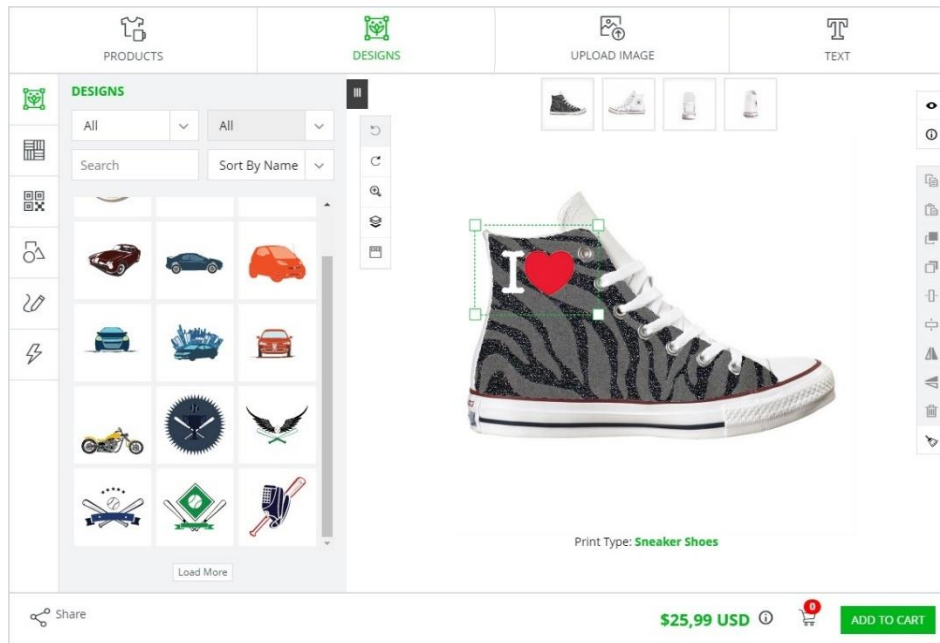 PRODUCTS
DESIGNS
UPLOAD IMAGE
TEXT
DESIGNS
All
All
Search
Sort By Name
Load More
I
Print Type: Sneaker Shoes
Share
$25,99 USD
0
ADD TO CART